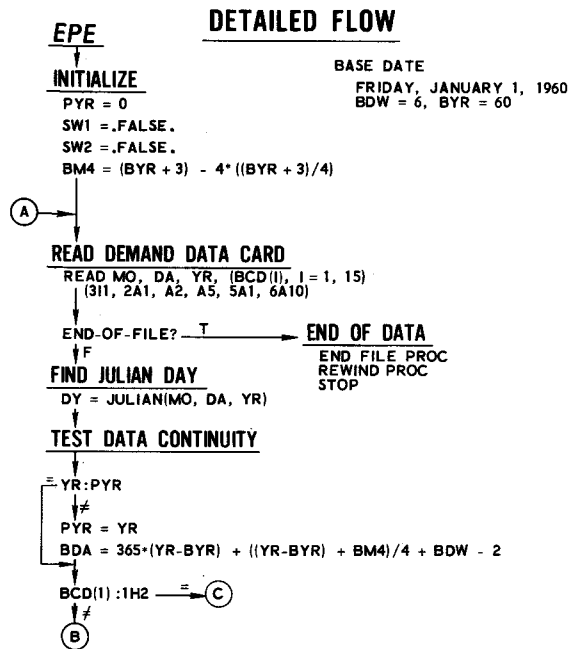 DETAILED FLOW
EPE
INITIALIZE
PYR = 0
SW1 =.FALSE.
SW2 =.FALSE.
BM4 = (BYR + 3) - 4* ((BYR + 3)/4)
BASE DATE
FRIDAY, JANUARY 1, 1960
BDW = 6, BYR = 60
A
READ DEMAND DATA CARD
READ MO, DA, YR, (BCD(I), I = 1, 15)
(3I1, 2A1, A2, A5, 5A1, 6A10)
END-OF-FILE? T
F
END OF DATA
END FILE PROC
REWIND PROC
STOP
FIND JULIAN DAY
DY = JULIAN(MO, DA, YR)
TEST DATA CONTINUITY
= YR:PYR
≠
PYR = YR
BDA = 365*(YR-BYR) + ((YR-BYR) + BM4)/4 + BDW - 2
BCD(1) :1H2 = C
≠
B